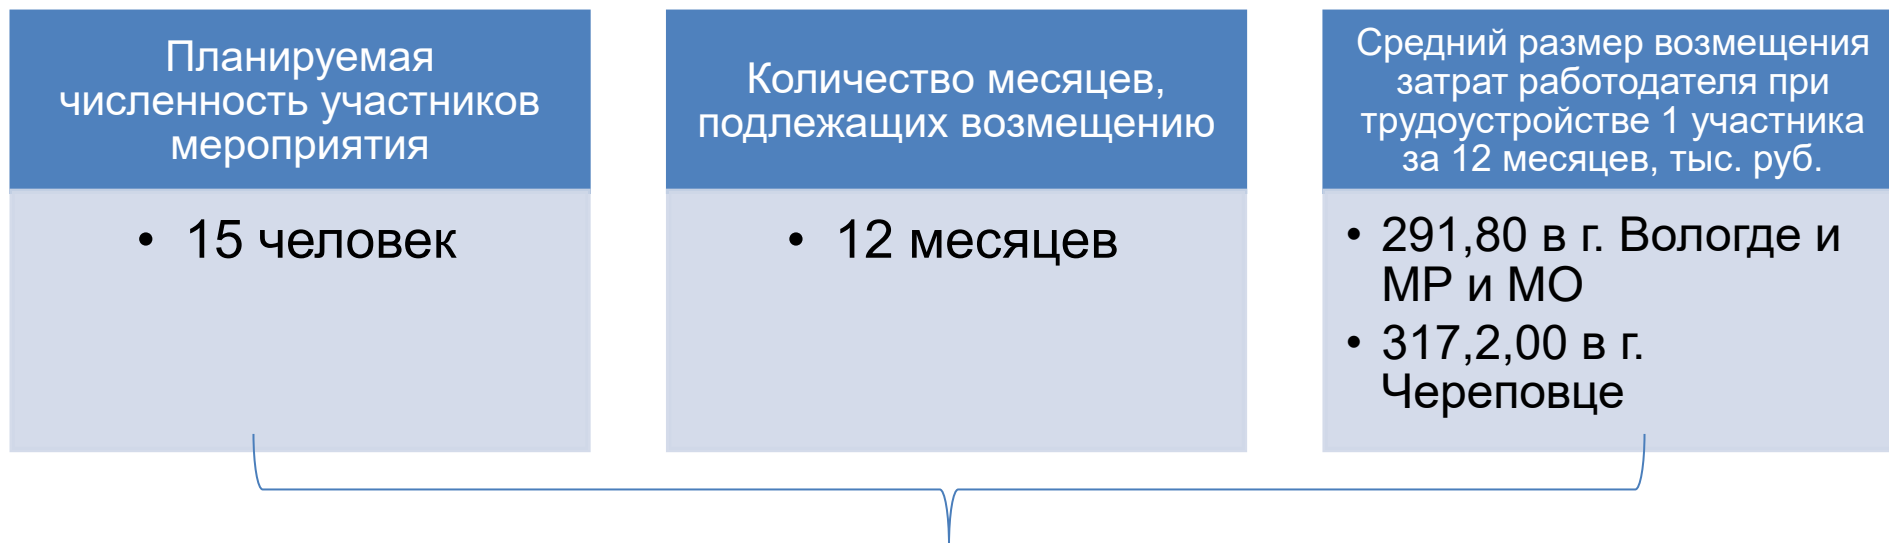 Планируемая
численность участников
мероприятия
• 15 человек
Количество месяцев,
подлежащих возмещению
• 12 месяцев
Средний размер возмещения
затрат работодателя при
трудоустройстве 1 участника
за 12 месяцев, тыс. руб.
• 291,80 в г. Вологде и
МР и МО
• 317,2,00 в г.
Череповце